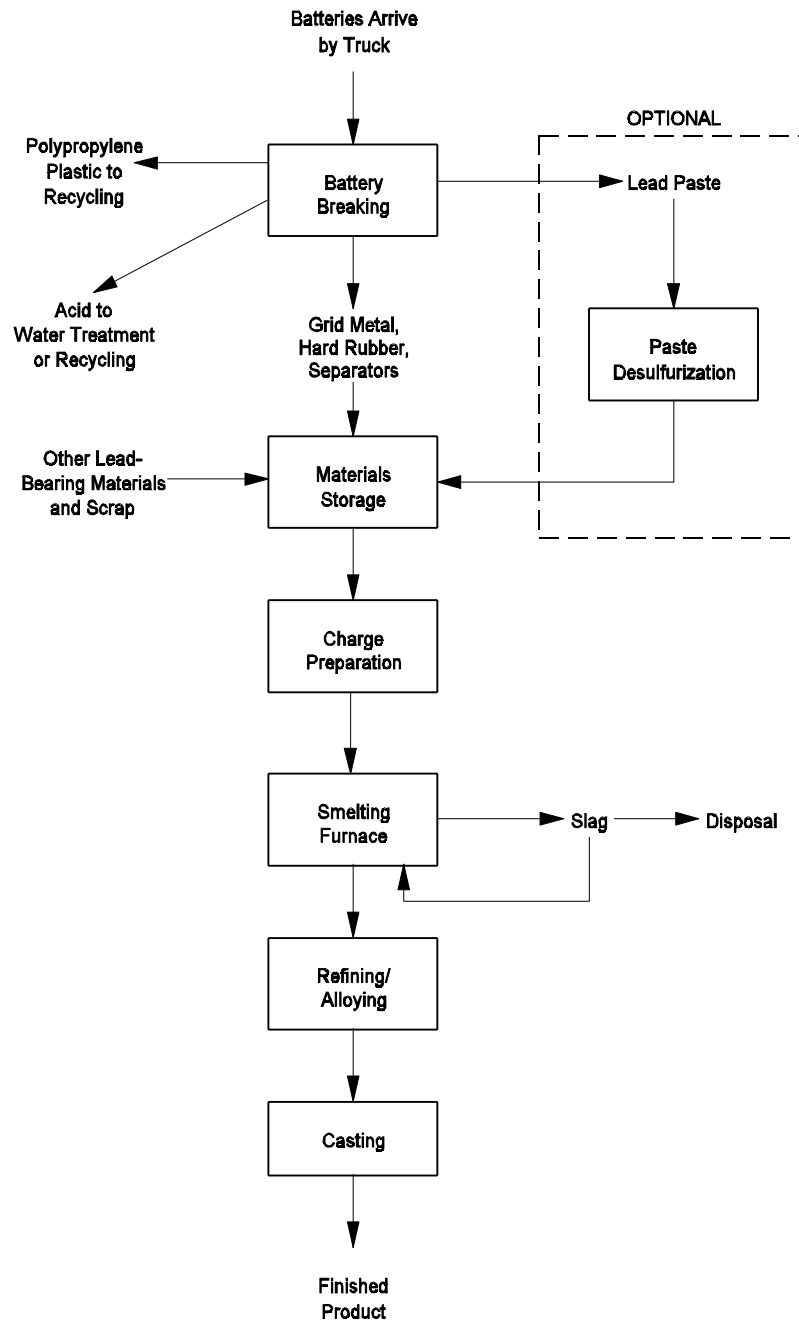 Batteries Arrive
by Truck
OPTIONAL
Polypropylene
Plastic to
Recycling
Battery
Breaking
Lead Paste
Acid to
Water Treatment
or Recycling
Grid Metal,
Hard Rubber,
Separators
Paste
Desulfurization
Other Lead-
Bearing Materials
and Scrap
Materials
Storage
Charge
Preparation
Smelting
Furnace
Slag
Disposal
Refining/
Alloying
Casting
Finished
Product